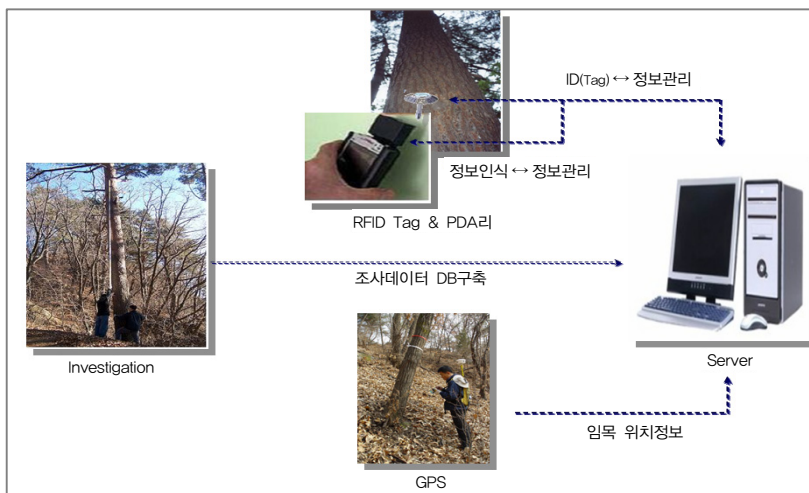 ID(Tag) ↔ 정보관리
정보인식 ↔ 정보관리
RFID Tag & PDA리
조사데이터 DB구축
Investigation
Server
임목 위치정보
GPS